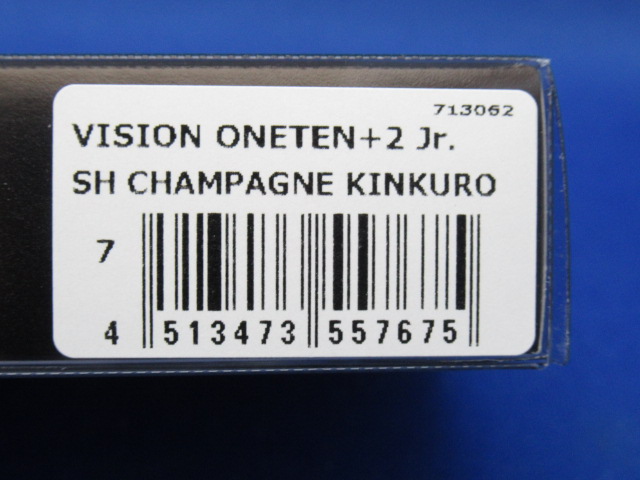 713062
VISION ONETEN+2 Jr.
SH CHAMPAGNE KINKURO
7
4 513473 557675